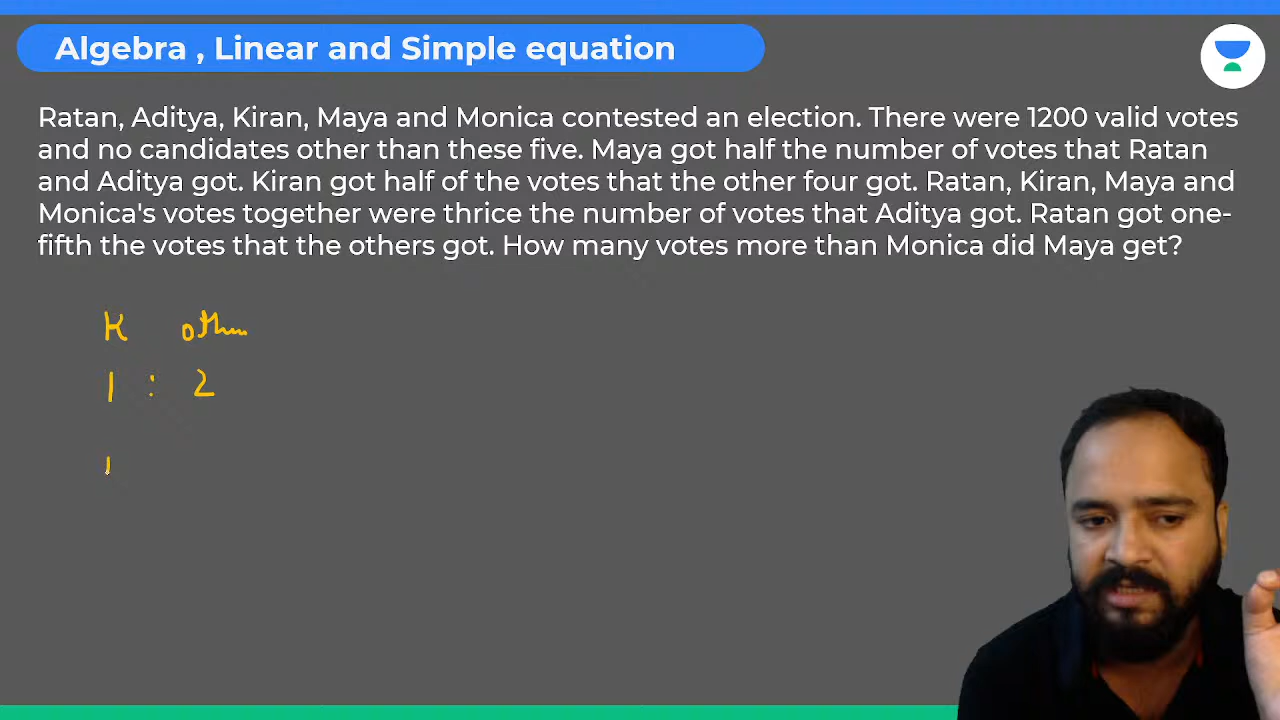 Algebra , Linear and Simple equation
Ratan, Aditya, Kiran, Maya and Monica contested an election. There were 1200 valid votes
and no candidates other than these five. Maya got half the number of votes that Ratan
and Aditya got. Kiran got half of the votes that the other four got. Ratan, Kiran, Maya and
Monica's votes together were thrice the number of votes that Aditya got. Ratan got one-
fifth the votes that the others got. How many votes more than Monica did Maya get?
K other
1 : 2